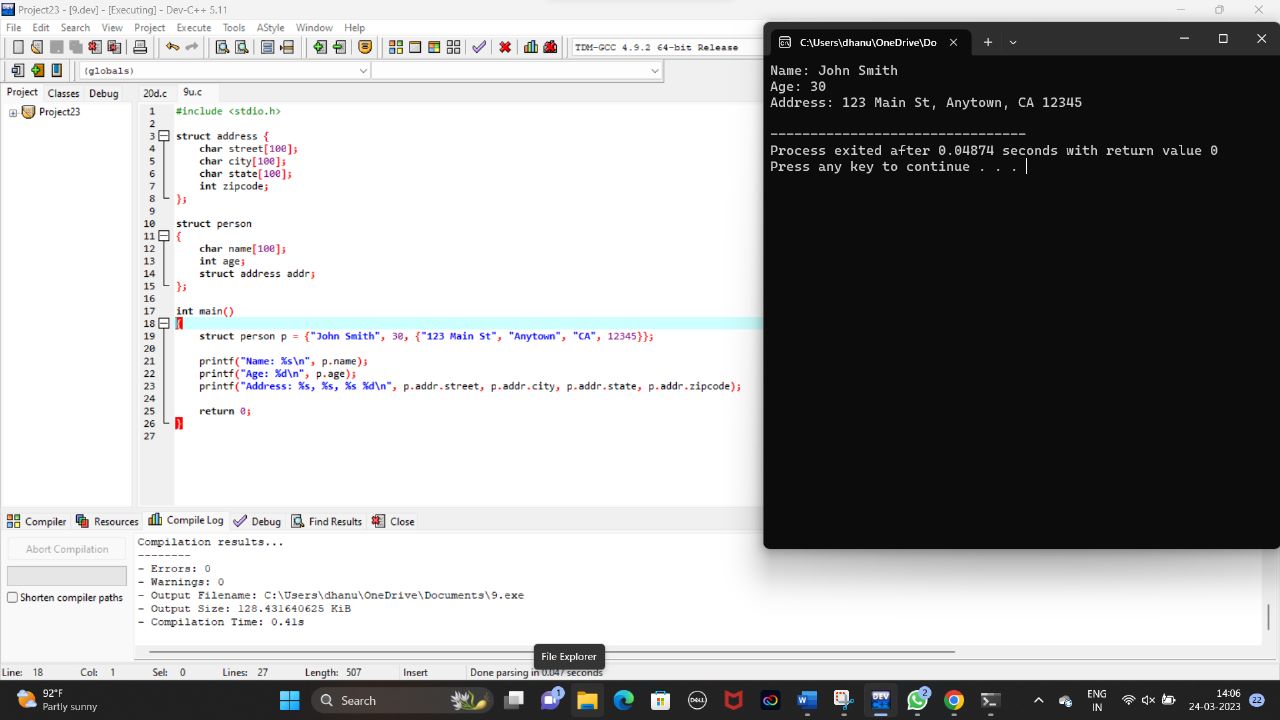 Project23 - [9.dev] - [Executing] - Dev-C++ 5.11
File Edit Search View Project Execute Tools AStyle Window Help
TDM-GCC 4.9.2 64-bit Release
(globals)
Project Classes Debug
20d.c 9u.c
Project23
1 #include <stdio.h>
2
3 struct address {
4 char street[100];
5 char city[100];
6 char state[100];
7 int zipcode;
8 };
9
10 struct person
11 {
12 char name[100];
13 int age;
14 struct address addr;
15 };
16
17 int main()
18 {
19 struct person p = {"John Smith", 30, {"123 Main St", "Anytown", "CA", 12345}};
20
21 printf("Name: %s\n", p.name);
22 printf("Age: %d\n", p.age);
23 printf("Address: %s, %s, %s %d\n", p.addr.street, p.addr.city, p.addr.state, p.addr.zipcode);
24
25 return 0;
26 }
27
C:\Users\dhanu\OneDrive\Do
Name: John Smith
Age: 30
Address: 123 Main St, Anytown, CA 12345
--------------------------------
Process exited after 0.04874 seconds with return value 0
Press any key to continue . . .
Compiler Resources Compile Log Debug Find Results Close
Abort Compilation
Shorten compiler paths
Compilation results...
--------
- Errors: 0
- Warnings: 0
- Output Filename: C:\Users\dhanu\OneDrive\Documents\9.exe
- Output Size: 128.431640625 KiB
- Compilation Time: 0.41s
File Explorer
Line: 18 Col: 1 Sel: 0 Lines: 27 Length: 507 Insert Done parsing in 0.047 seconds
92°F
Partly sunny
Search
1
DELL
DEV
2
ENG
IN
14:06
24-03-2023
22